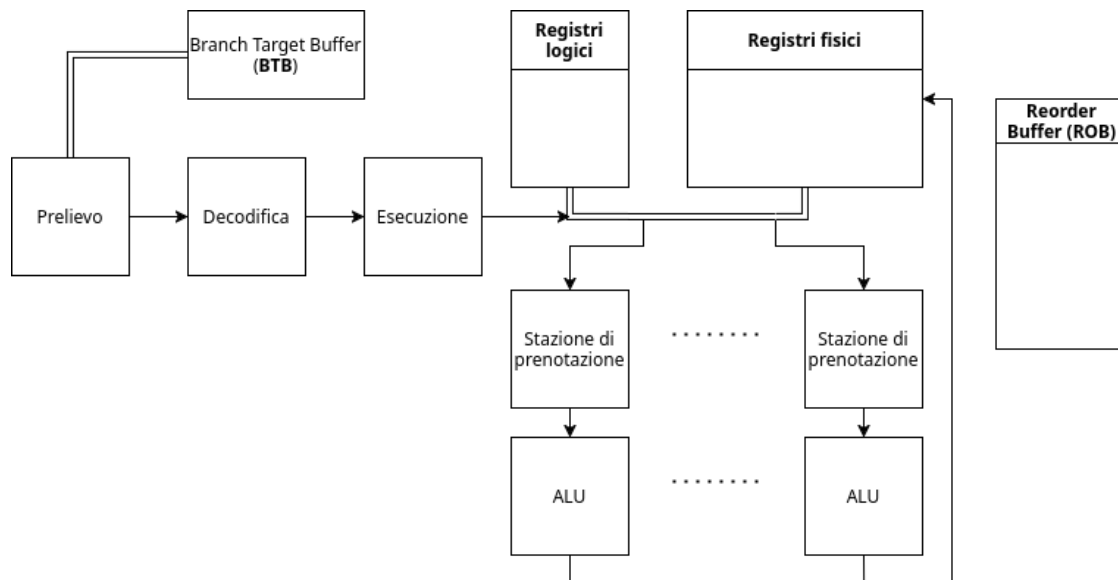 Branch Target Buffer
(BTB)
Registri
logici
Registri fisici
Reorder
Buffer (ROB)
Prelievo
Decodifica
Esecuzione
Stazione di
prenotazione
........
Stazione di
prenotazione
ALU
........
ALU